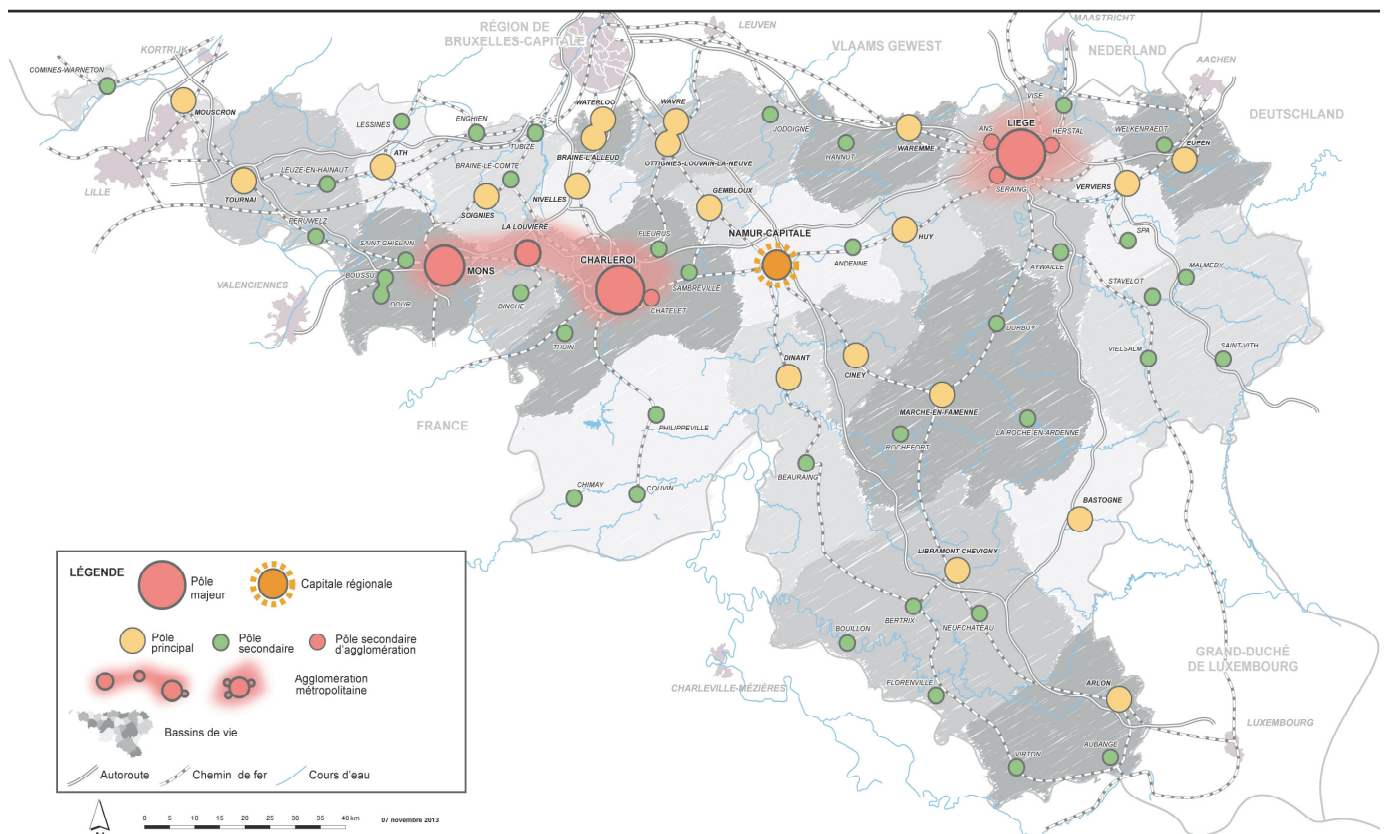 RÉGION DE
BRUXELLES-CAPITALE
LEUVEN
MAASTRICHT
KORTRIJK
VLAAMS GEWEST
NEDERLAND
AACHEN
COMINES-WARNETON
MOUSCRON
DEUTSCHLAND
LESSINES
ENGHIEN
TUBIZE
WATERLOO
WAVRE
JODOIGNE
VISÉ
LIEGE
ANS
HERSTAL
WELKENRAEDT
EUPEN
LILLE
ATH
BRAINE-LE-COMTE
BRAINE-L'ALLEUD
OTTIGNIES-LOUVAIN-LA-NEUVE
HANNUT
WAREMME
LEUZE-EN-HAINAUT
TOURNAI
SERAING
VERVIERS
PERUWELZ
SOIGNIES
NIVELLES
GEMBLOUX
LA LOUVIERE
FLEURUS
NAMUR-CAPITALE
HUY
SPA
SAINT-GHISLAIN
MONS
CHARLEROI
ANDENNE
AYWAILLE
MALMEDY
BOUSSU
DOUR
VALENCIENNES
BINCHE
SAMBREVILLE
CHATELET
STAVELOT
THUIN
DURBUY
VIELSALM
SAINT-VITH
DINANT
CINEY
FRANCE
MARCHE-EN-FAMENNE
PHILIPPEVILLE
ROCHEFORT
LA ROCHE-EN-ARDENNE
BEAURAING
CHIMAY
COUVIN
BASTOGNE
LIBRAMONT-CHEVIGNY
BERTRIX
NEUFCHATEAU
BOUILLON
GRAND-DUCHÉ
DE LUXEMBOURG
CHARLEVILLE-MÉZIÈRES
FLORENVILLE
ARLON
LUXEMBOURG
VIRTON
AUBANGE
LÉGENDE
Pôle
majeur
Capitale régionale
Pôle
principal
Pôle
secondaire
Pôle secondaire
d'agglomération
Agglomération
métropolitaine
Bassins de vie
Autoroute
Chemin de fer
Cours d'eau
N
0 5 10 15 20 25 30 35 40 km
07 novembre 2013